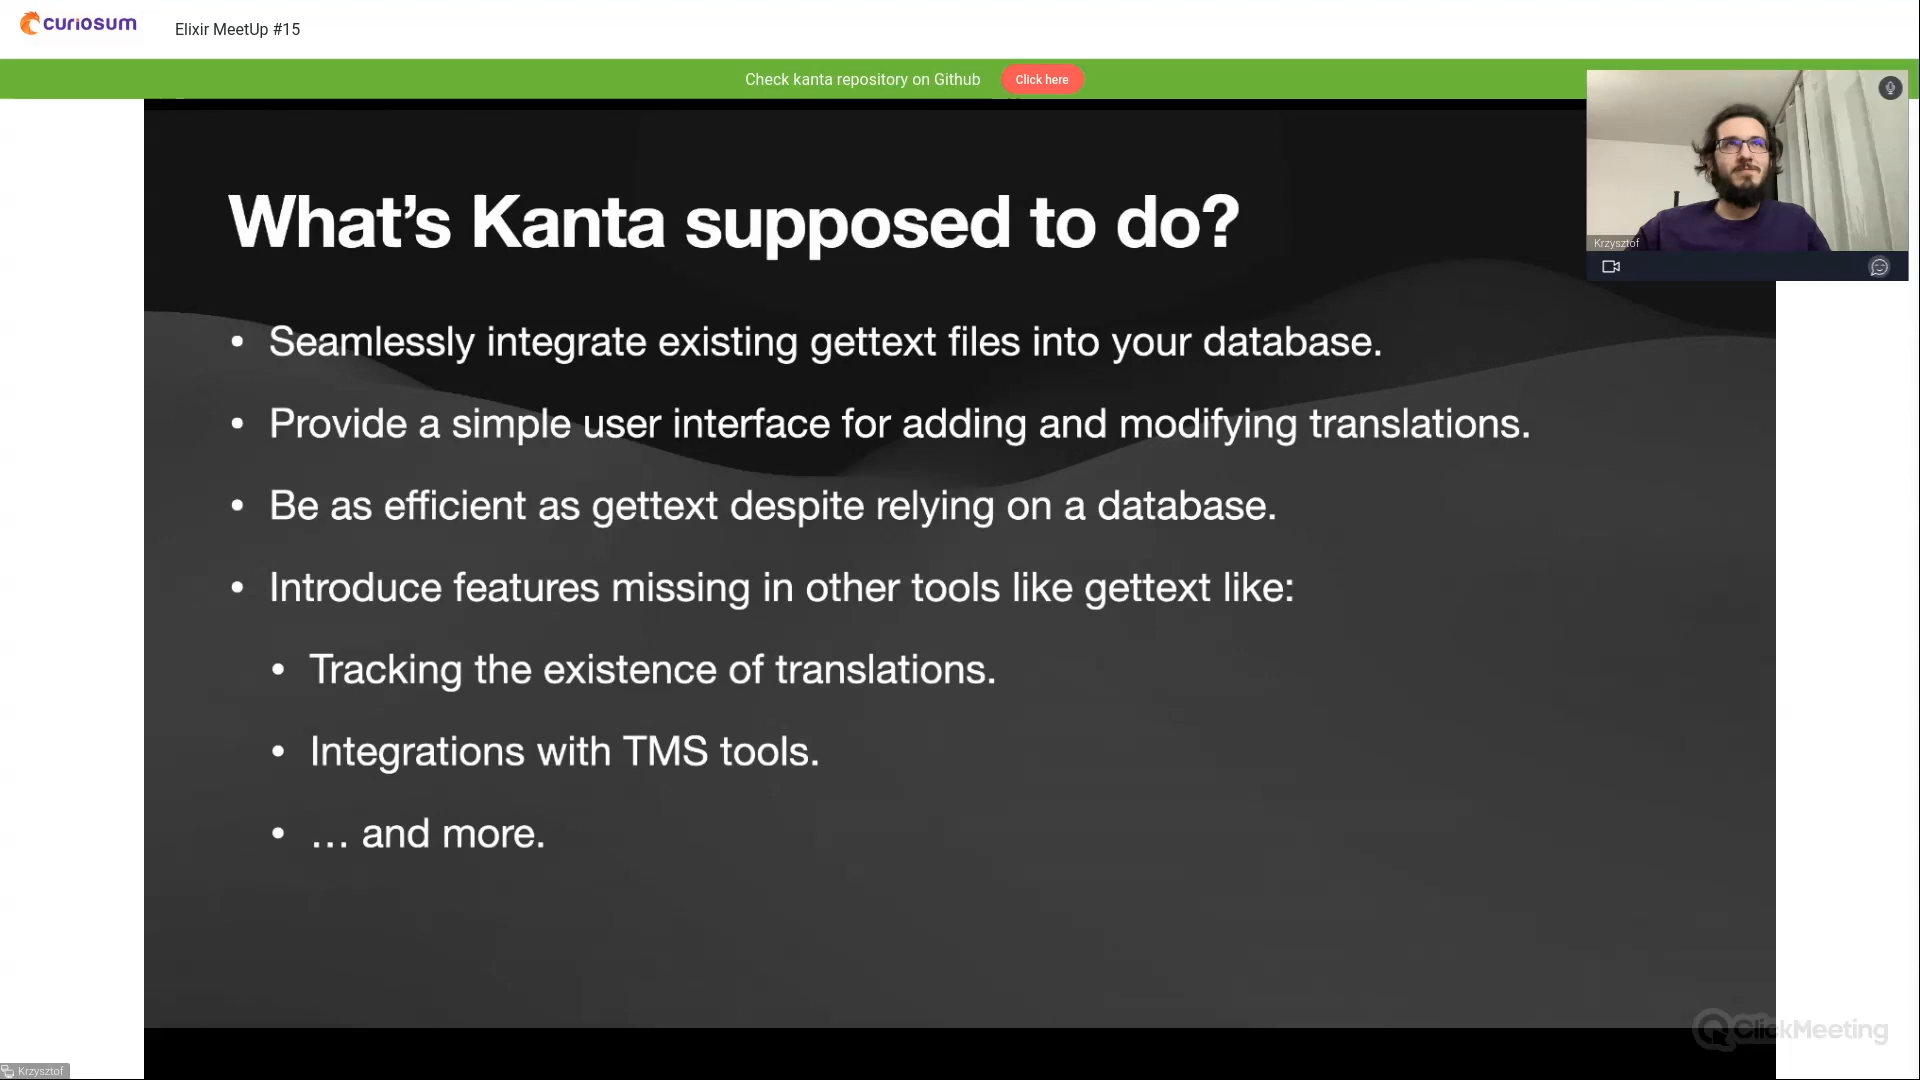 curiosum
Elixir MeetUp #15
Check kanta repository on Github
Click here
Krzysztof
What’s Kanta supposed to do?
• Seamlessly integrate existing gettext files into your database.
• Provide a simple user interface for adding and modifying translations.
• Be as efficient as gettext despite relying on a database.
• Introduce features missing in other tools like gettext like:
• Tracking the existence of translations.
• Integrations with TMS tools.
• … and more.
ClickMeeting
Krzysztof